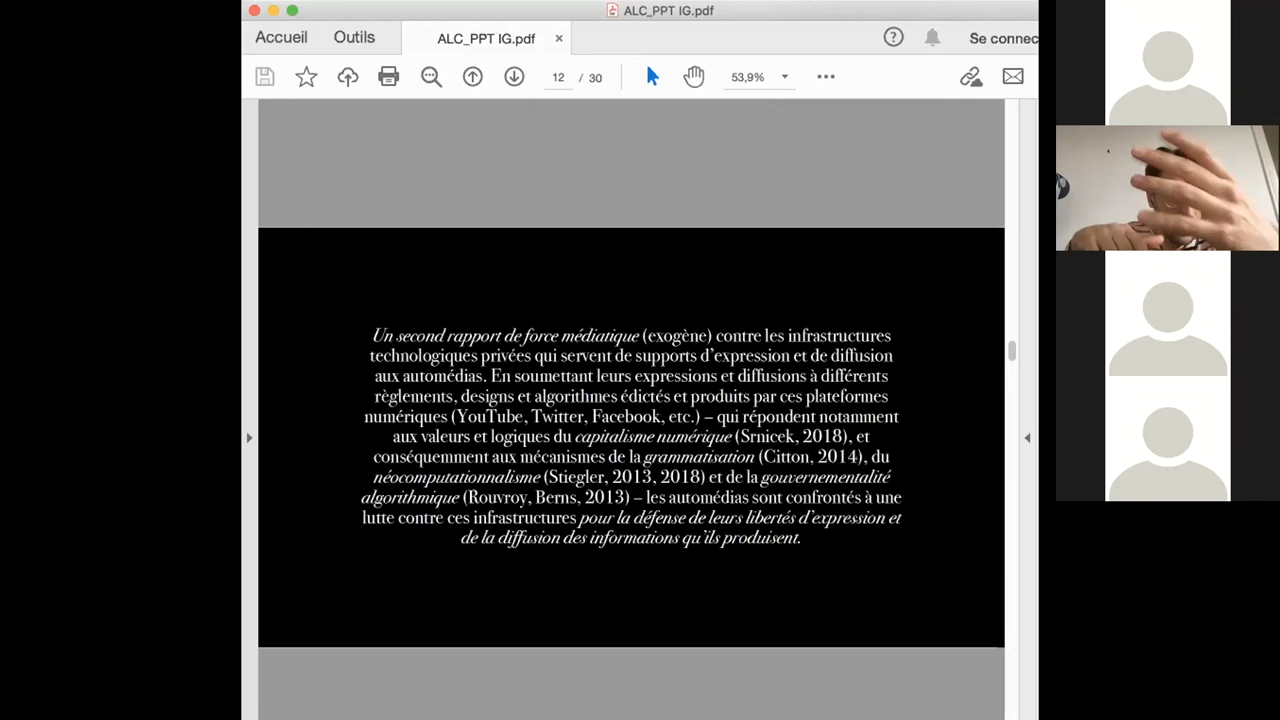 ALC_PPT IG.pdf
Accueil Outils ALC_PPT IG.pdf × ? Se connec
12 / 30 53,9%
Un second rapport de force médiatique (exogène) contre les infrastructures
technologiques privées qui servent de supports d'expression et de diffusion
aux automédias. En soumettant leurs expressions et diffusions à différents
règlements, designs et algorithmes édictés et produits par ces plateformes
numériques (YouTube, Twitter, Facebook, etc.) – qui répondent notamment
aux valeurs et logiques du capitalisme numérique (Srnicek, 2018), et
conséquemment aux mécanismes de la grammatisation (Citton, 2014), du
néocomputationnalisme (Stiegler, 2013, 2018) et de la gouvernementalité
algorithmique (Rouvroy, Berns, 2013) – les automédias sont confrontés à une
lutte contre ces infrastructures pour la défense de leurs libertés d'expression et
de la diffusion des informations qu'ils produisent.